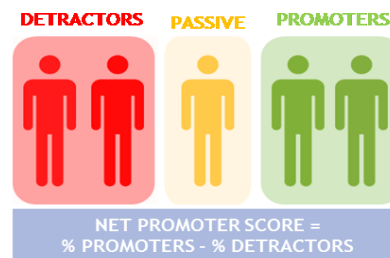 DETRACTORS PASSIVE PROMOTERS
NET PROMOTER SCORE =
% PROMOTERS - % DETRACTORS